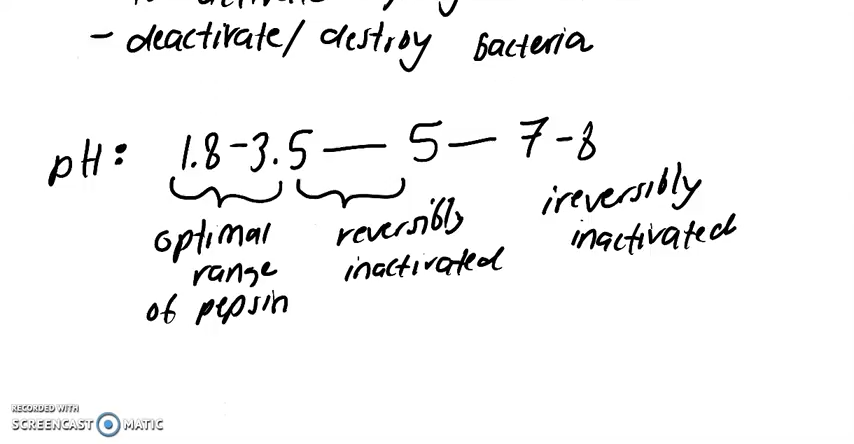 - deactivate/ destroy bacteria
pH: 1.8-3.5 — 5 — 7-8
optimal range of pepsin
reversibly inactivated
ireversibly inactivated
RECORDED WITH
SCREENCAST MATIC